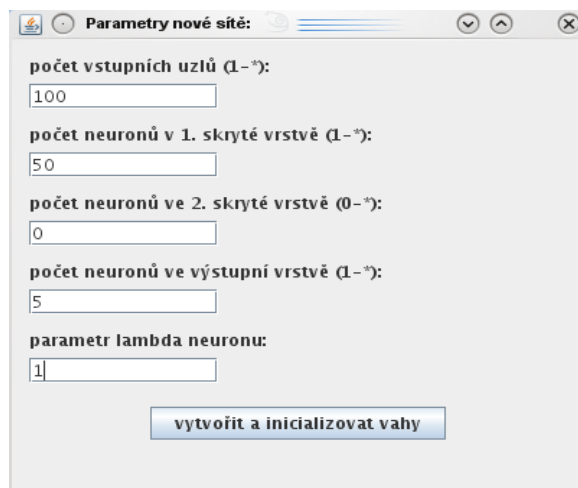 Parametry nové sítě:
počet vstupních uzlů (1-*):
100
počet neuronů v 1. skryté vrstvě (1-*):
50
počet neuronů ve 2. skryté vrstvě (0-*):
0
počet neuronů ve výstupní vrstvě (1-*):
5
parametr lambda neuronu:
1
vytvořit a inicializovat vahy